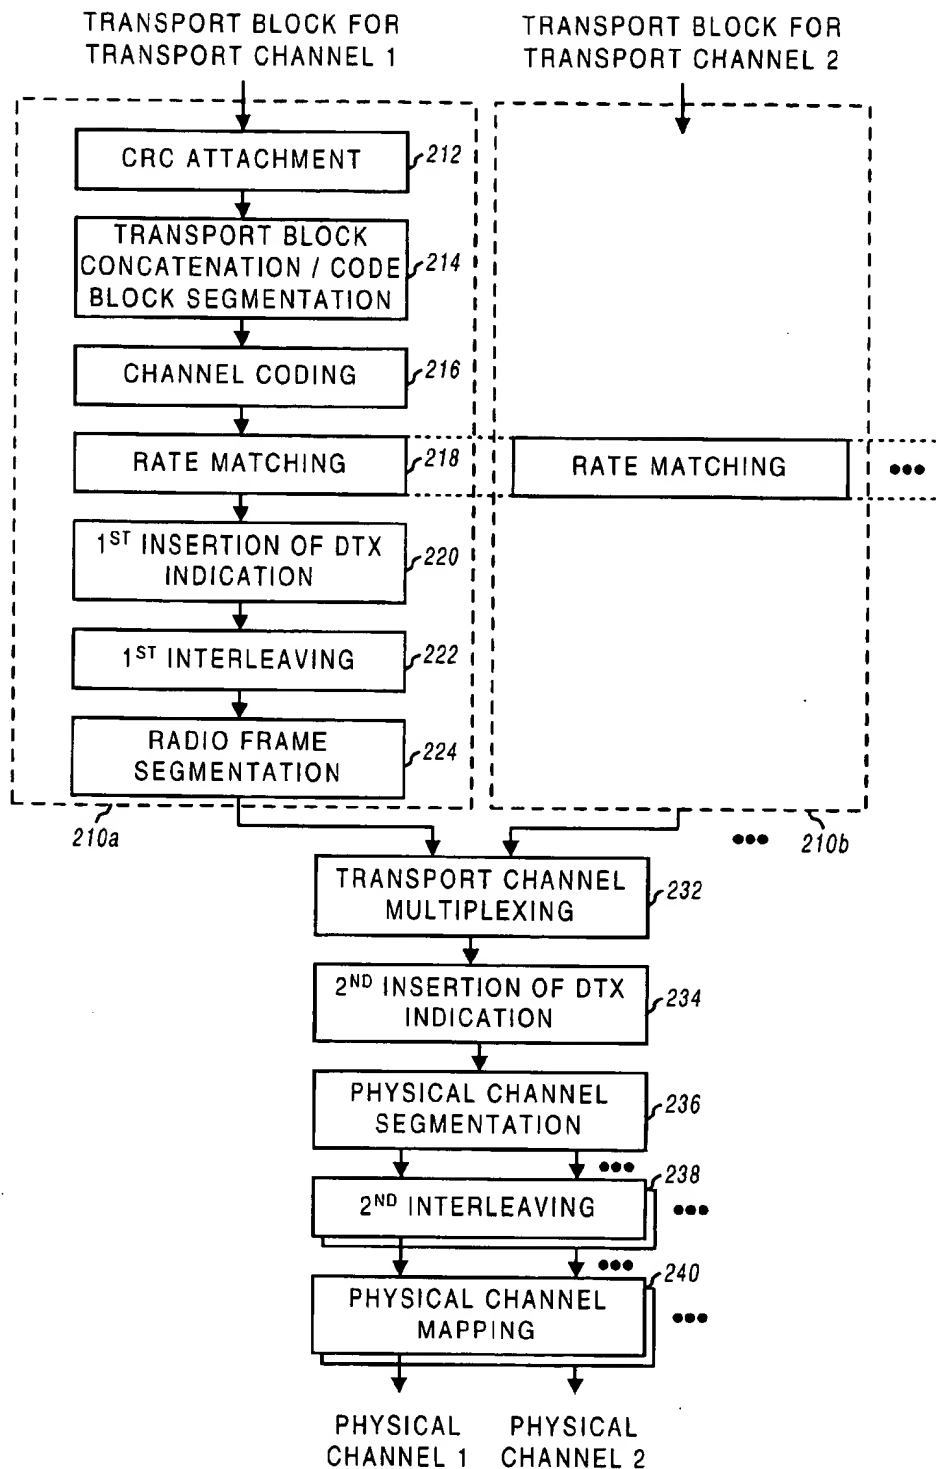 TRANSPORT BLOCK FOR
TRANSPORT CHANNEL 1
TRANSPORT BLOCK FOR
TRANSPORT CHANNEL 2
CRC ATTACHMENT
212
TRANSPORT BLOCK
CONCATENATION / CODE
BLOCK SEGMENTATION
214
CHANNEL CODING
216
RATE MATCHING
218
RATE MATCHING
•••
1ST INSERTION OF DTX
INDICATION
220
1ST INTERLEAVING
222
RADIO FRAME
SEGMENTATION
224
210a
•••
210b
TRANSPORT CHANNEL
MULTIPLEXING
232
2ND INSERTION OF DTX
INDICATION
234
PHYSICAL CHANNEL
SEGMENTATION
236
•••
2ND INTERLEAVING
238
•••
•••
PHYSICAL CHANNEL
MAPPING
240
•••
PHYSICAL
CHANNEL 1
PHYSICAL
CHANNEL 2